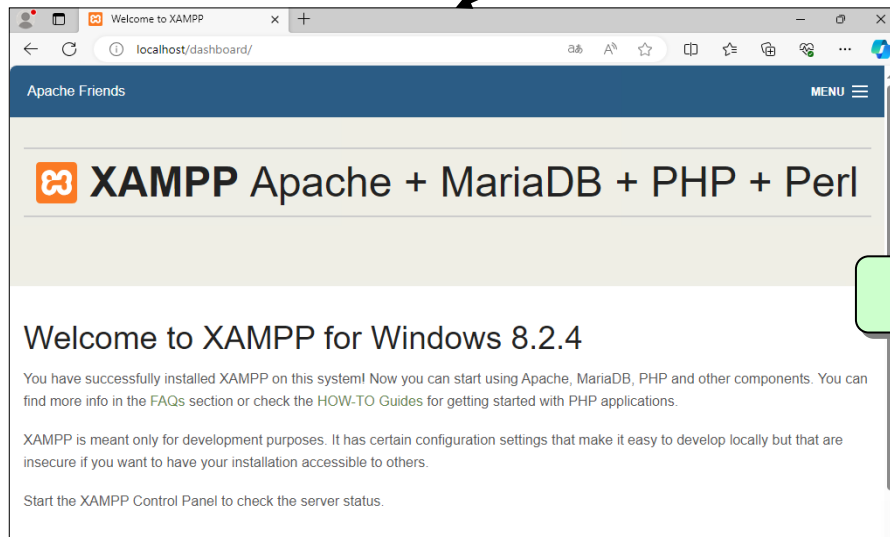 Welcome to XAMPP
localhost/dashboard/
Apache Friends
MENU
XAMPP Apache + MariaDB + PHP + Perl
Welcome to XAMPP for Windows 8.2.4
You have successfully installed XAMPP on this system! Now you can start using Apache, MariaDB, PHP and other components. You can
find more info in the FAQs section or check the HOW-TO Guides for getting started with PHP applications.
XAMPP is meant only for development purposes. It has certain configuration settings that make it easy to develop locally but that are
insecure if you want to have your installation accessible to others.
Start the XAMPP Control Panel to check the server status.